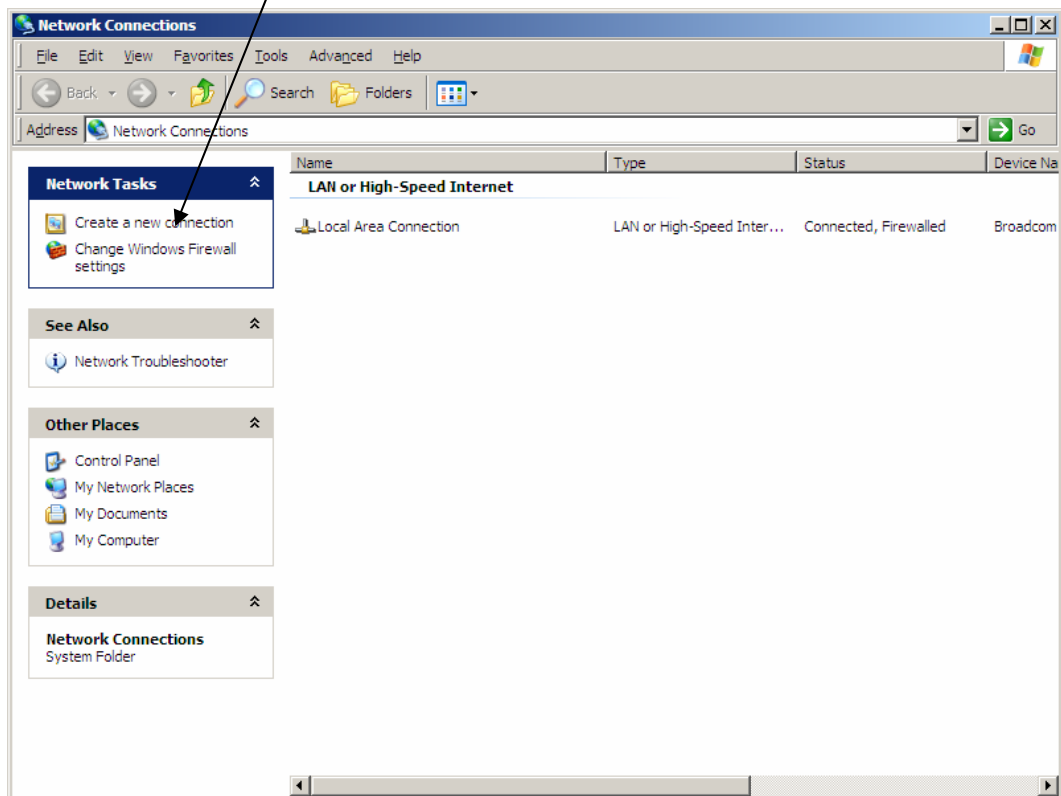 Network Connections
File Edit View Favorites Tools Advanced Help
Back Search Folders
Address Network Connections Go
Network Tasks
Create a new connection
Change Windows Firewall
settings
See Also
Network Troubleshooter
Other Places
Control Panel
My Network Places
My Documents
My Computer
Details
Network Connections
System Folder
Name Type Status Device Na
LAN or High-Speed Internet
Local Area Connection LAN or High-Speed Inter... Connected, Firewalled Broadcom